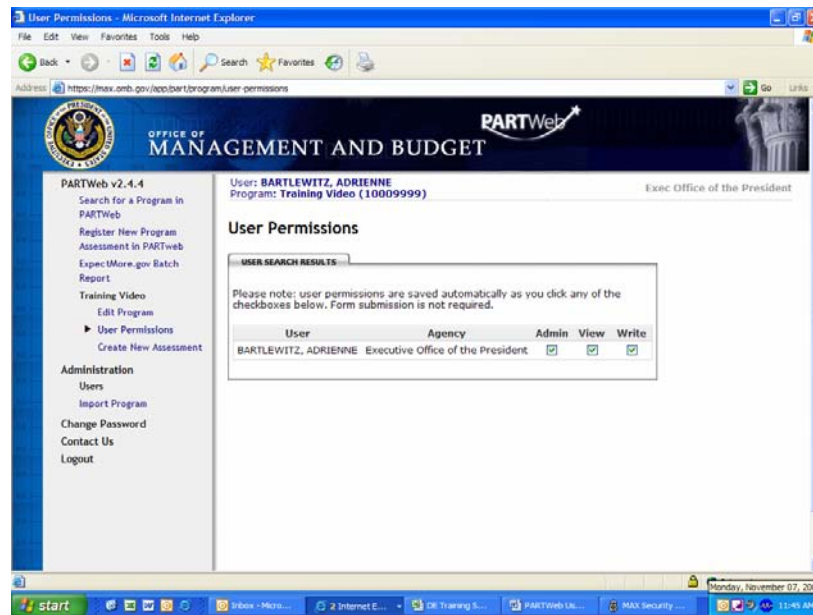 User Permissions - Microsoft Internet Explorer
File Edit View Favorites Tools Help
Back Search Favorites
Address https://max.omb.gov/app/part/program/user-permissions Go Links
OFFICE OF
MANAGEMENT AND BUDGET
PARTWeb
PARTWeb v2.4.4
Search for a Program in
PARTWeb
Register New Program
Assessment in PARTweb
ExpectMore.gov Batch
Report
Training Video
Edit Program
User Permissions
Create New Assessment
Administration
Users
Import Program
Change Password
Contact Us
Logout
User: BARTLEWITZ, ADRIENNE
Program: Training Video (10009999)
Exec Office of the President
User Permissions
USER SEARCH RESULTS
Please note: user permissions are saved automatically as you click any of the
checkboxes below. Form submission is not required.
User Agency Admin View Write
BARTLEWITZ, ADRIENNE Executive Office of the President
Monday, November 07, 20
start Inbox - Micro... 2 Internet E... DE Training S... PARTWeb Us... MAX Security ... 11:45 AM